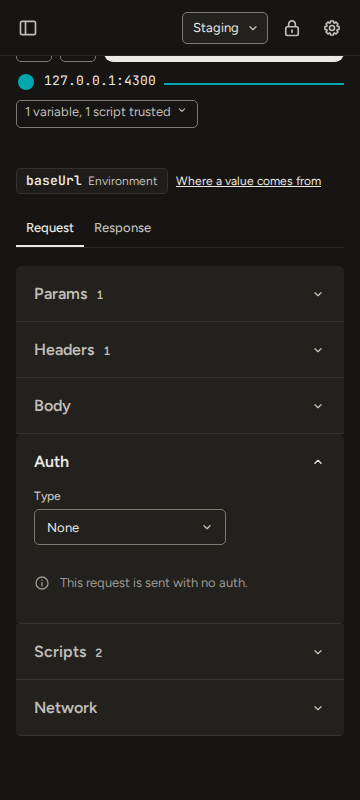 Staging
127.0.0.1:4300
1 variable, 1 script trusted
baseUrl Environment Where a value comes from
Request Response
Params 1
Headers 1
Body
Auth
Type
None
This request is sent with no auth.
Scripts 2
Network